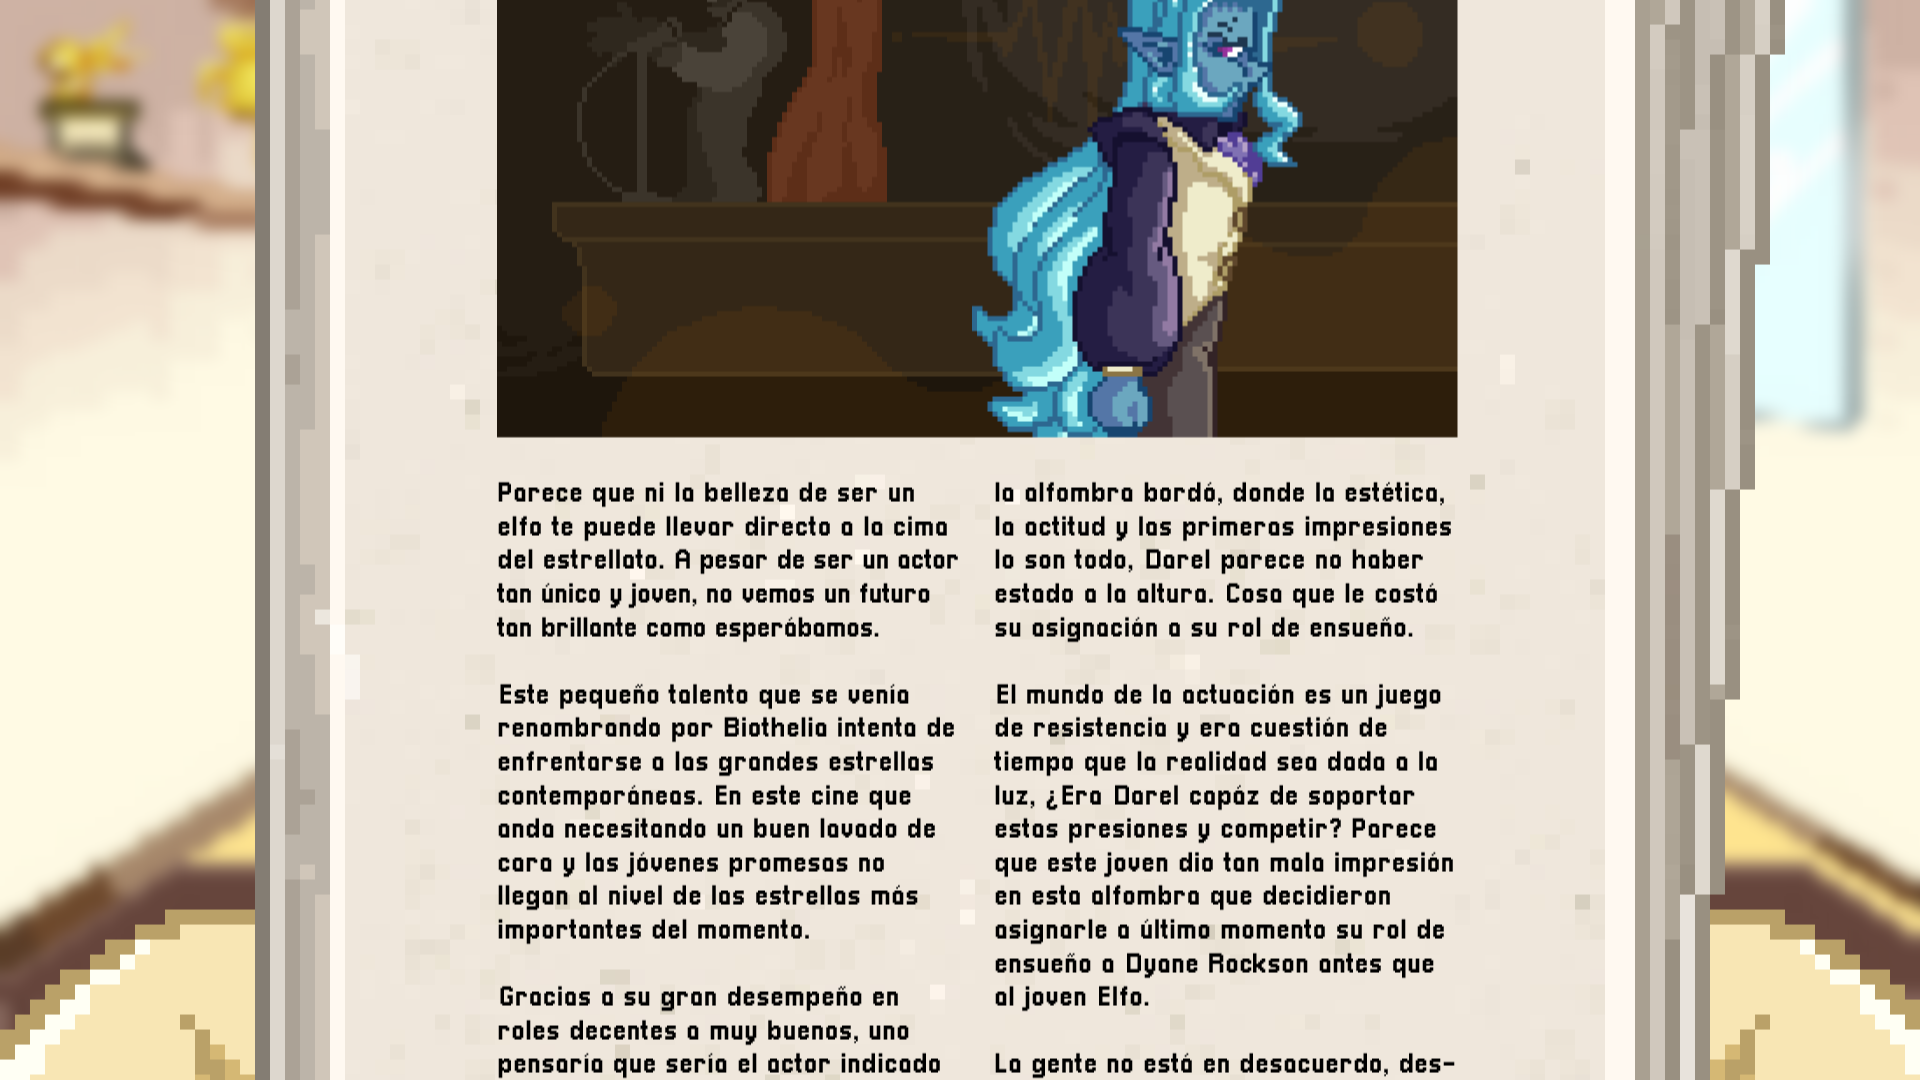 Parece que ni la belleza de ser un
elfo te puede llevar directo a la cima
del estrellato. A pesar de ser un actor
tan único y joven, no vemos un futuro
tan brillante como esperábamos.
Este pequeño talento que se venía
renombrando por Biothelia intenta de
enfrentarse a las grandes estrellas
contemporáneas. En este cine que
anda necesitando un buen lavado de
cara y las jóvenes promesas no
llegan al nivel de las estrellas más
importantes del momento.
Gracias a su gran desempeño en
roles decentes a muy buenos, uno
pensaría que sería el actor indicado
la alfombra bordó, donde la estética,
la actitud y las primeras impresiones
lo son todo, Darel parece no haber
estado a la altura. Cosa que le costó
su asignación a su rol de ensueño.
El mundo de la actuación es un juego
de resistencia y era cuestión de
tiempo que la realidad sea dada a la
luz, ¿Era Darel capáz de soportar
estas presiones y competir? Parece
que este joven dio tan mala impresión
en esta alfombra que decidieron
asignarle a último momento su rol de
ensueño a Dyane Rockson antes que
al joven Elfo.
La gente no está en desacuerdo, des-